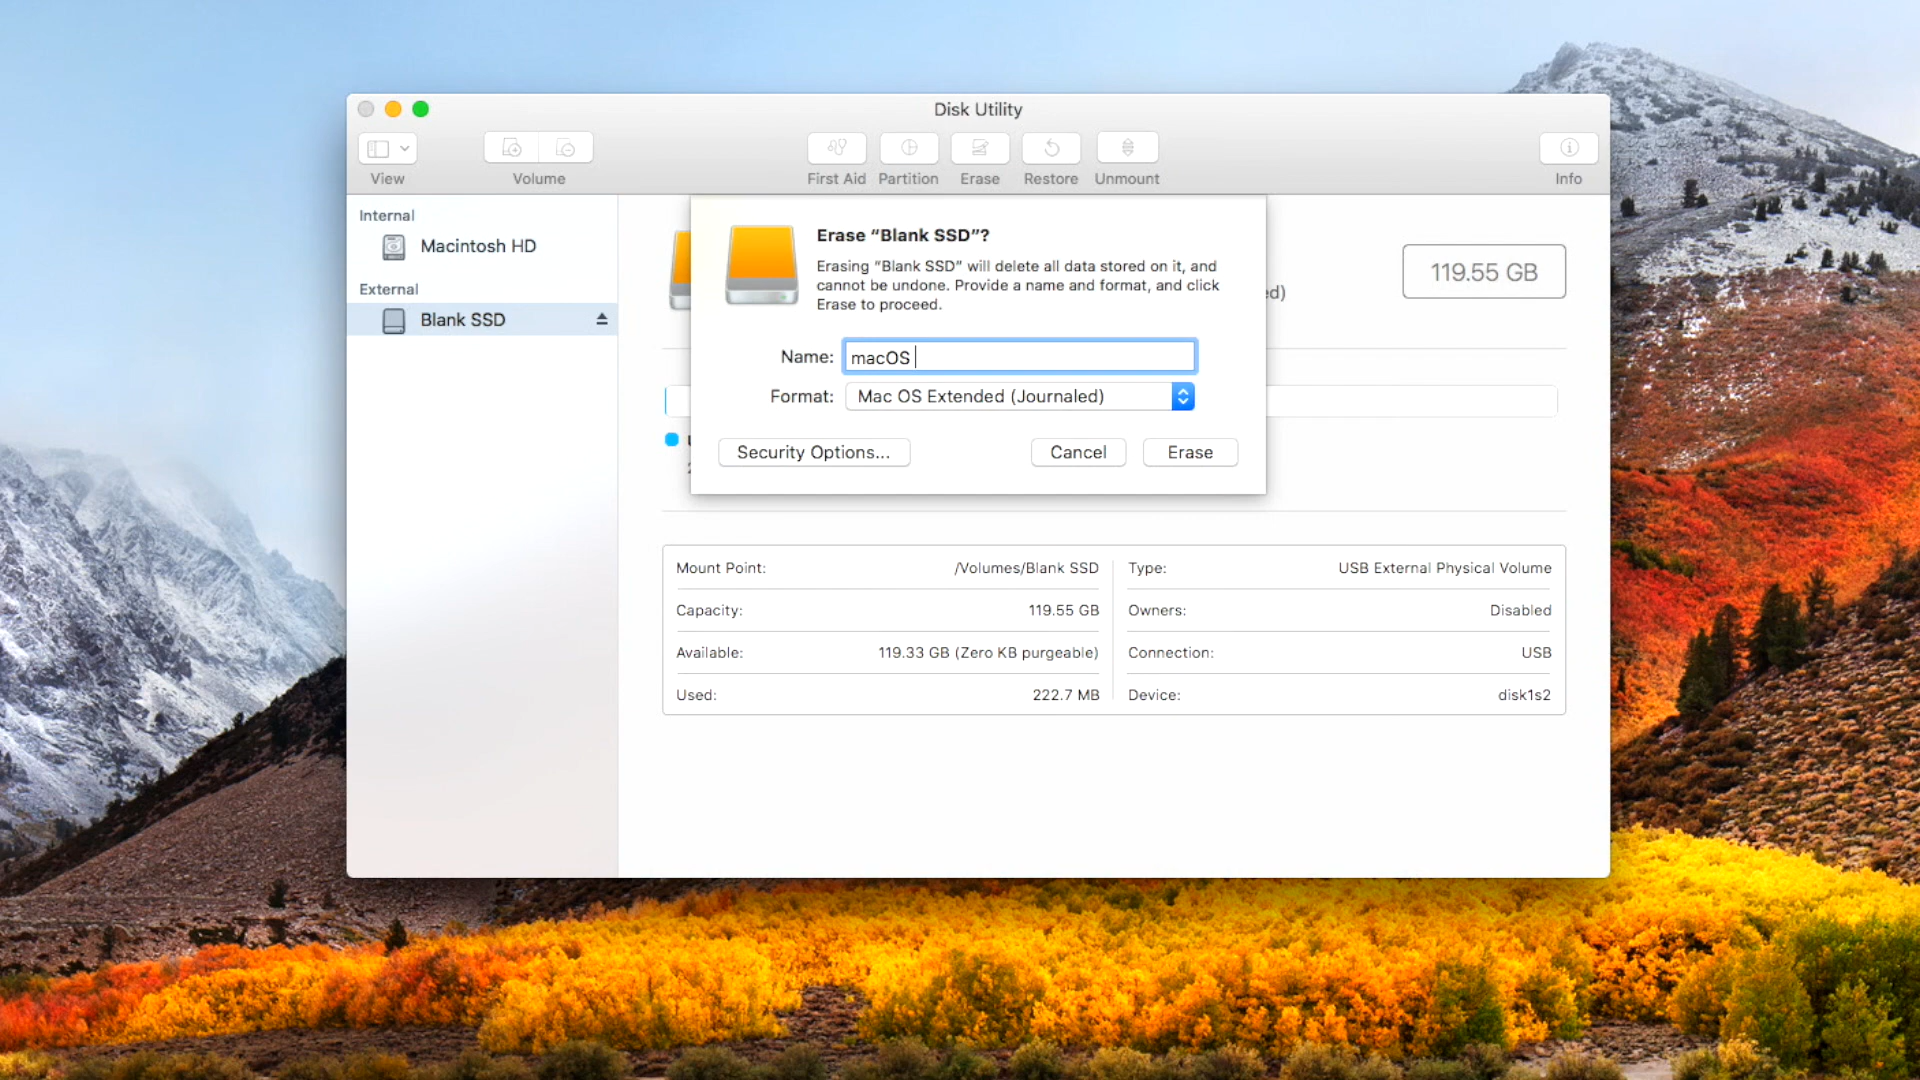 Disk Utility
View
Volume
First Aid
Partition
Erase
Restore
Unmount
Info
Internal
Macintosh HD
External
Blank SSD
Erase “Blank SSD”?
Erasing “Blank SSD” will delete all data stored on it, and
cannot be undone. Provide a name and format, and click
Erase to proceed.
Name: macOS
Format: Mac OS Extended (Journaled)
Security Options...
Cancel
Erase
ed)
119.55 GB
Mount Point: /Volumes/Blank SSD
Capacity: 119.55 GB
Available: 119.33 GB (Zero KB purgeable)
Used: 222.7 MB
Type: USB External Physical Volume
Owners: Disabled
Connection: USB
Device: disk1s2